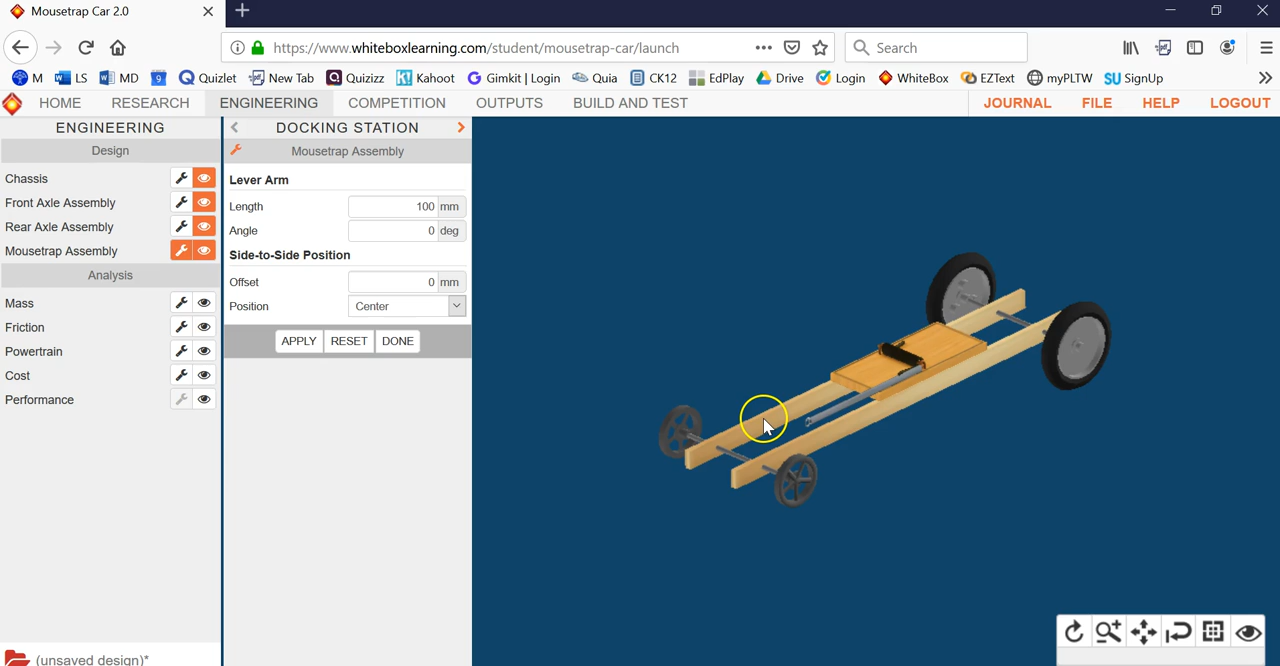 Mousetrap Car 2.0
https://www.whiteboxlearning.com/student/mousetrap-car/launch
Search
M LS MD 9 Quizlet New Tab Quizizz Kahoot Gimkit | Login Quia CK12 EdPlay Drive Login WhiteBox EZText myPLTW SU SignUp
HOME RESEARCH ENGINEERING COMPETITION OUTPUTS BUILD AND TEST JOURNAL FILE HELP LOGOUT
ENGINEERING
Design
Chassis
Front Axle Assembly
Rear Axle Assembly
Mousetrap Assembly
Analysis
Mass
Friction
Powertrain
Cost
Performance
(unsaved design)*
DOCKING STATION
Mousetrap Assembly
Lever Arm
Length 100 mm
Angle 0 deg
Side-to-Side Position
Offset 0 mm
Position Center
APPLY RESET DONE